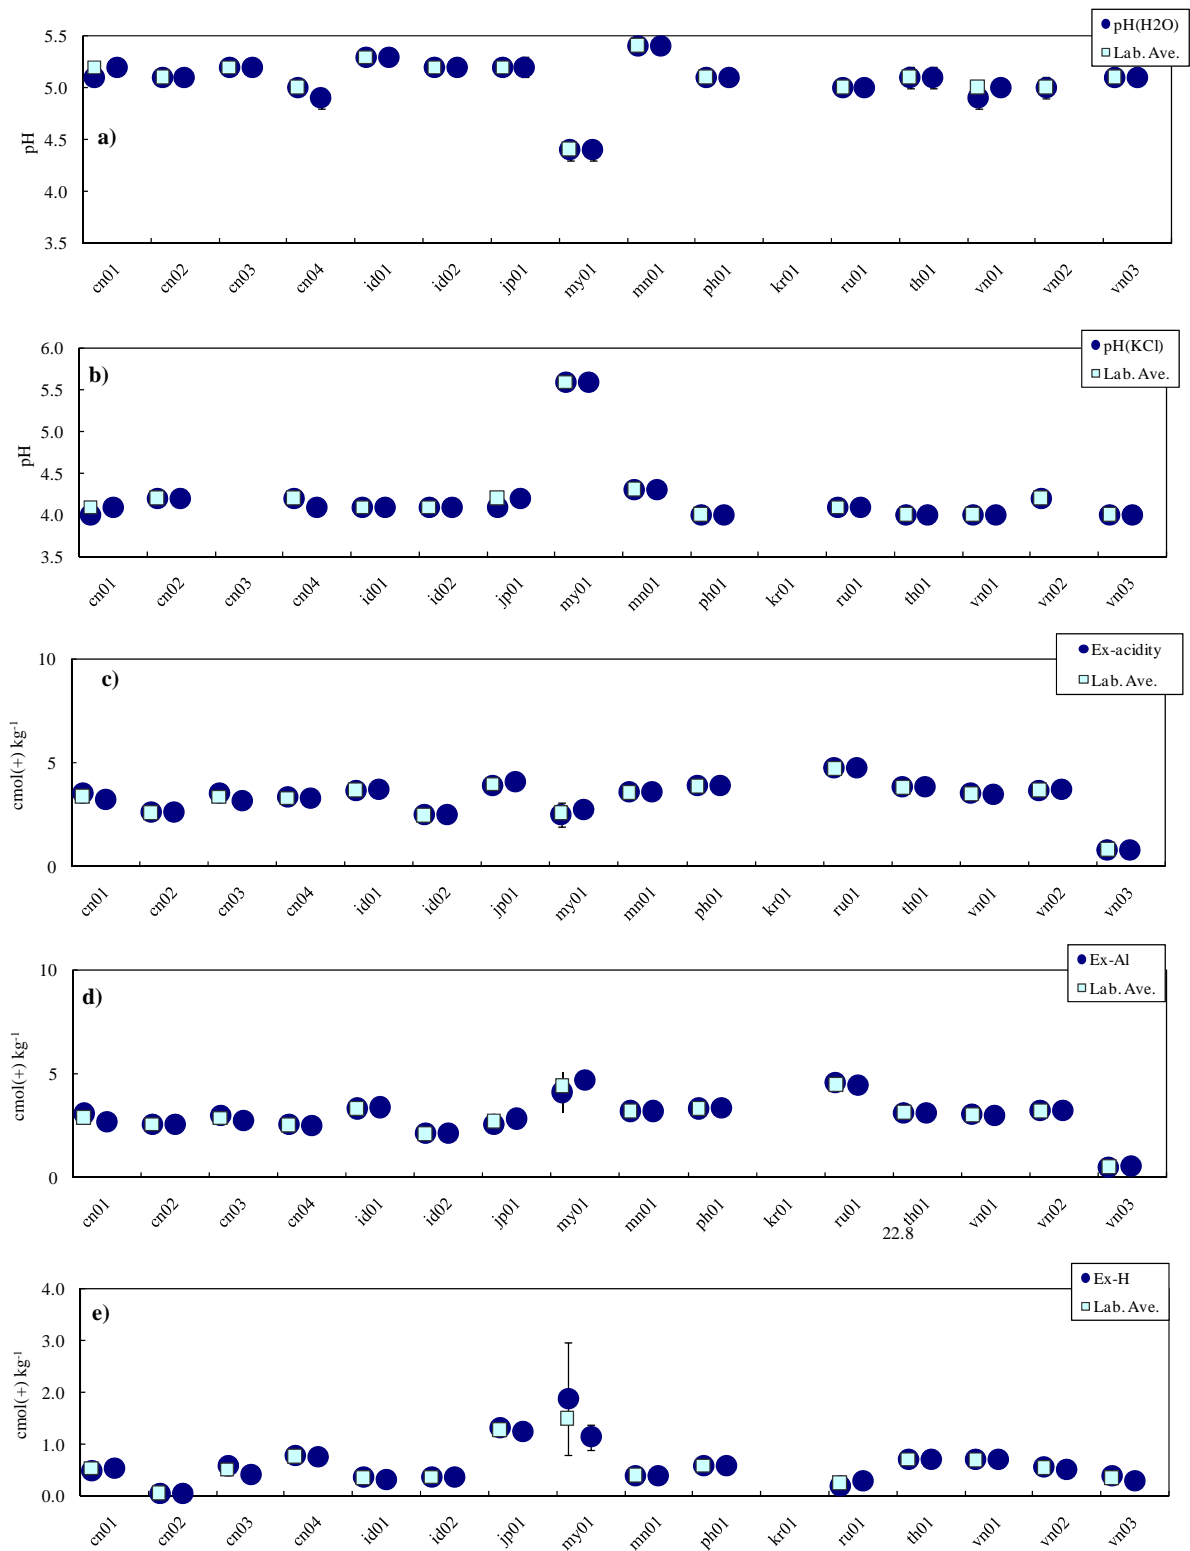 pH(H2O)
Lab. Ave.
5.5
5.0
4.5
4.0
3.5
pH
a)
cn01 cn02 cn03 cn04 id01 id02 jp01 my01 mn01 ph01 kr01 ru01 th01 vn01 vn02 vn03
pH(KCl)
Lab. Ave.
6.0
5.5
5.0
4.5
4.0
3.5
pH
b)
cn01 cn02 cn03 cn04 id01 id02 jp01 my01 mn01 ph01 kr01 ru01 th01 vn01 vn02 vn03
Ex-acidity
Lab. Ave.
10
5
0
cmol(+) kg-1
c)
cn01 cn02 cn03 cn04 id01 id02 jp01 my01 mn01 ph01 kr01 ru01 th01 vn01 vn02 vn03
Ex-Al
Lab. Ave.
10
5
0
cmol(+) kg-1
d)
cn01 cn02 cn03 cn04 id01 id02 jp01 my01 mn01 ph01 kr01 ru01 th01 vn01 vn02 vn03
22.8
Ex-H
Lab. Ave.
4.0
3.0
2.0
1.0
0.0
cmol(+) kg-1
e)
cn01 cn02 cn03 cn04 id01 id02 jp01 my01 mn01 ph01 kr01 ru01 th01 vn01 vn02 vn03